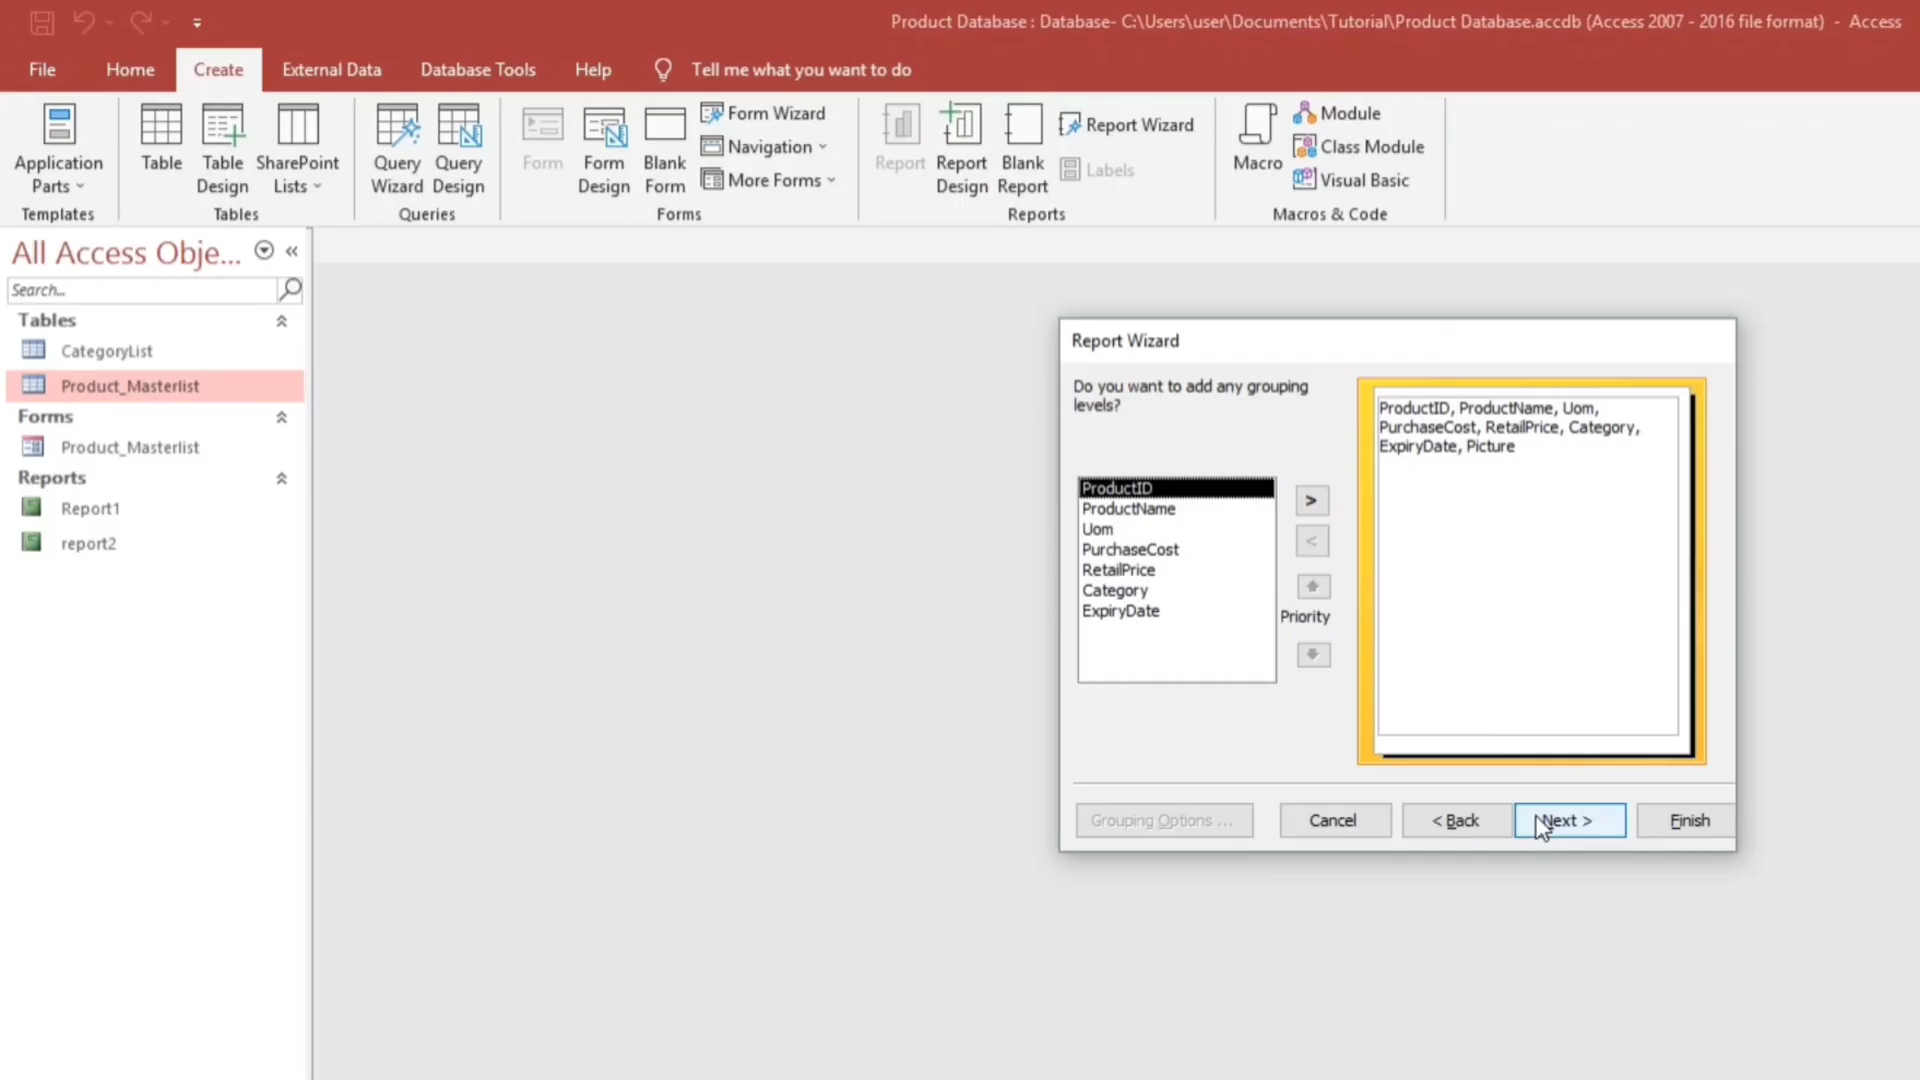 Product Database : Database- C:\Users\user\Documents\Tutorial\Product Database.accdb (Access 2007 - 2016 file format) - Access
File Home Create External Data Database Tools Help Tell me what you want to do
Application Parts
Templates
Table
Table Design
SharePoint Lists
Tables
Query Wizard
Query Design
Queries
Form
Form Design
Blank Form
Form Wizard
Navigation
More Forms
Forms
Report
Report Design
Blank Report
Report Wizard
Labels
Reports
Macro
Module
Class Module
Visual Basic
Macros & Code
All Access Obje...
Search...
Tables
CategoryList
Product_Masterlist
Forms
Product_Masterlist
Reports
Report1
report2
Report Wizard
Do you want to add any grouping
levels?
ProductID
ProductName
Uom
PurchaseCost
RetailPrice
Category
ExpiryDate
>
<
Priority
ProductID, ProductName, Uom,
PurchaseCost, RetailPrice, Category,
ExpiryDate, Picture
Grouping Options ... Cancel < Back Next > Finish